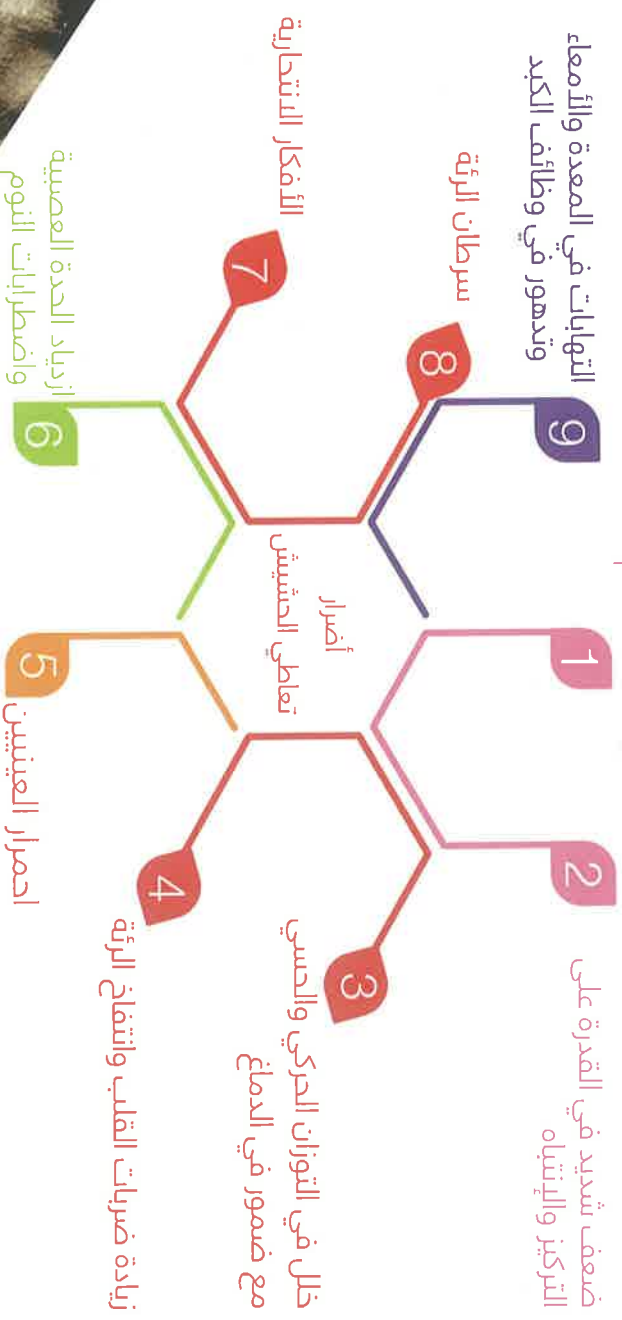 أضرار
تعاطي الحشيش
1
2
ضعف شديد في القدرة على
التركيز والإنتباه
3
خلل في التوزان الحركي والحسي
مع ضمور في الدماغ
4
زيادة ضربات القلب وانتفاخ الرئة
5
احمرار العينين
6
ازدياد الحدة العصبية
واضطرابات النوم
7
الأفكار الانتحارية
8
سرطان الرئة
9
التهابات في المعدة والأمعاء
وتدهور في وظائف الكبد